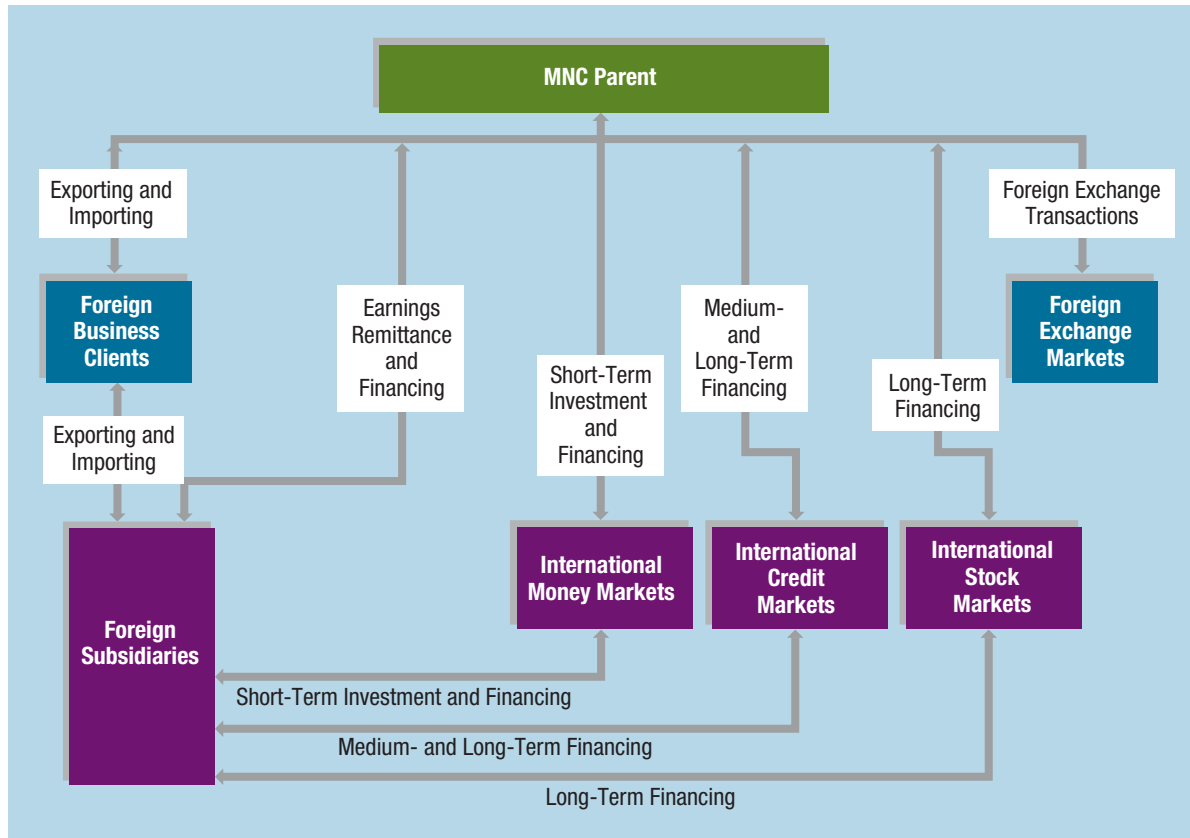 MNC Parent
Exporting and
Importing
Foreign Exchange
Transactions
Foreign
Business
Clients
Earnings
Remittance
and
Financing
Short-Term
Investment
and
Financing
Medium-
and
Long-Term
Financing
Long-Term
Financing
Foreign
Exchange
Markets
Exporting and
Importing
Foreign
Subsidiaries
International
Money Markets
International
Credit
Markets
International
Stock
Markets
Short-Term Investment and Financing
Medium- and Long-Term Financing
Long-Term Financing